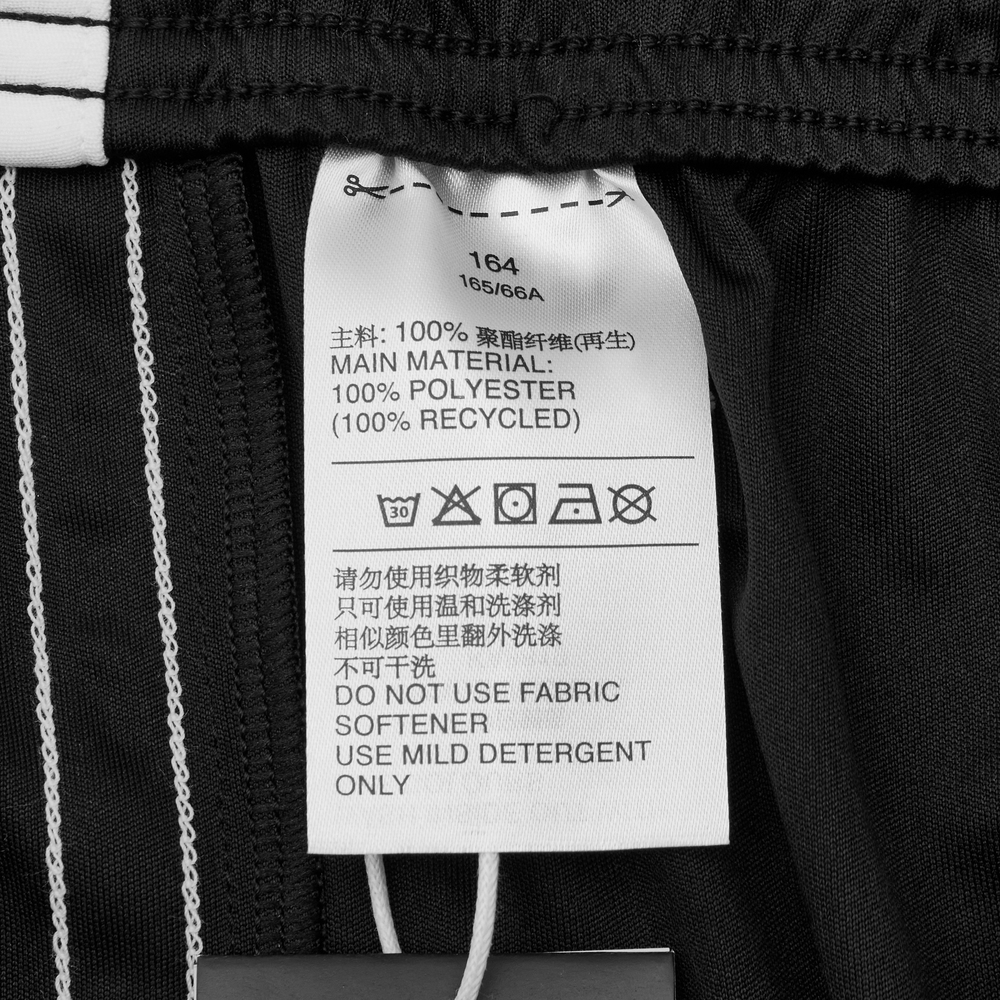 164
165/66A
主料: 100% 聚酯纤维(再生)
MAIN MATERIAL:
100% POLYESTER
(100% RECYCLED)
30
请勿使用织物柔软剂
只可使用温和洗涤剂
相似颜色里翻外洗涤
不可干洗
DO NOT USE FABRIC
SOFTENER
USE MILD DETERGENT
ONLY